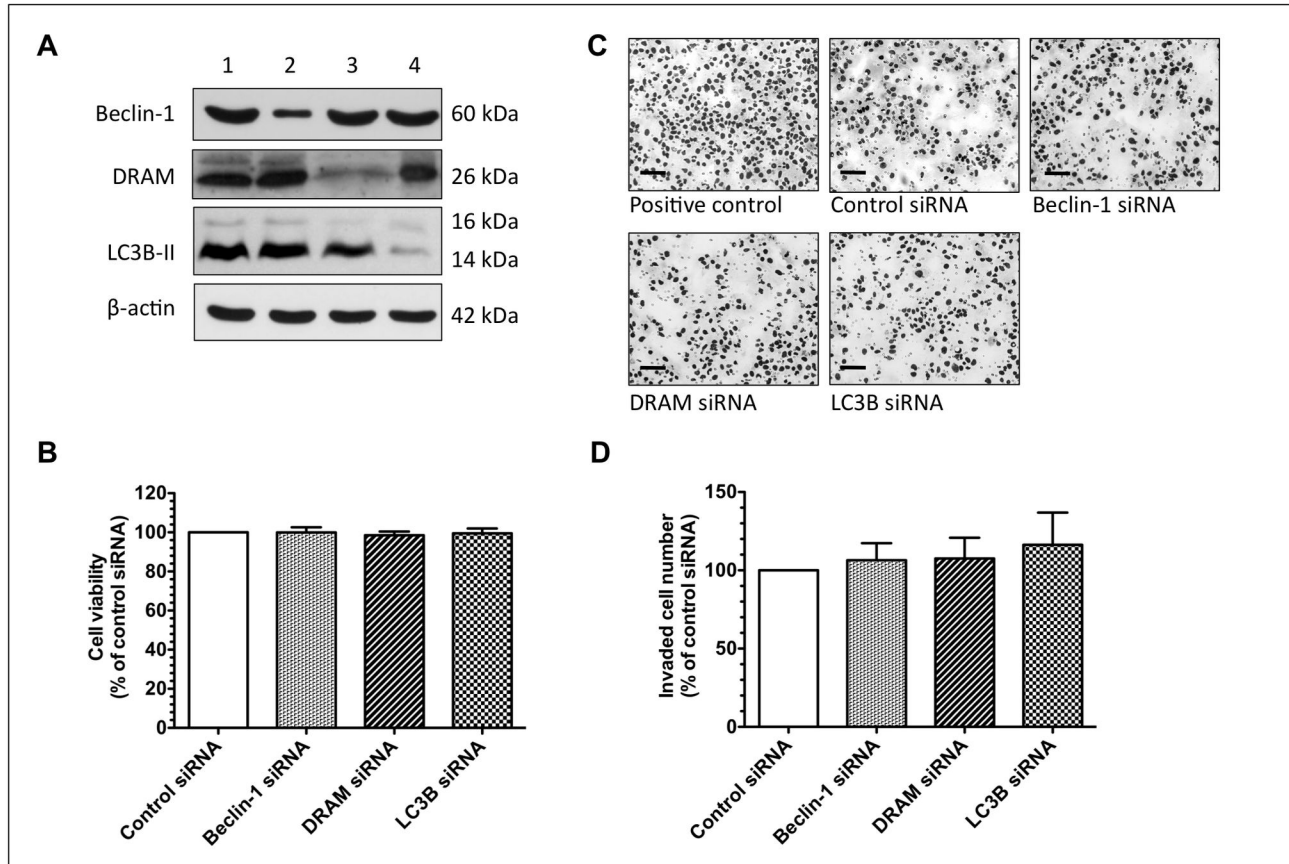 A
1 2 3 4
Beclin-1 60 kDa
DRAM 26 kDa
16 kDa
LC3B-II 14 kDa
β-actin 42 kDa
C
Positive control Control siRNA Beclin-1 siRNA
DRAM siRNA LC3B siRNA
B
Cell viability
(% of control siRNA)
120
100
80
60
40
20
0
Control siRNA
Beclin-1 siRNA
DRAM siRNA
LC3B siRNA
D
Invaded cell number
(% of control siRNA)
150
100
50
0
Control siRNA
Beclin-1 siRNA
DRAM siRNA
LC3B siRNA